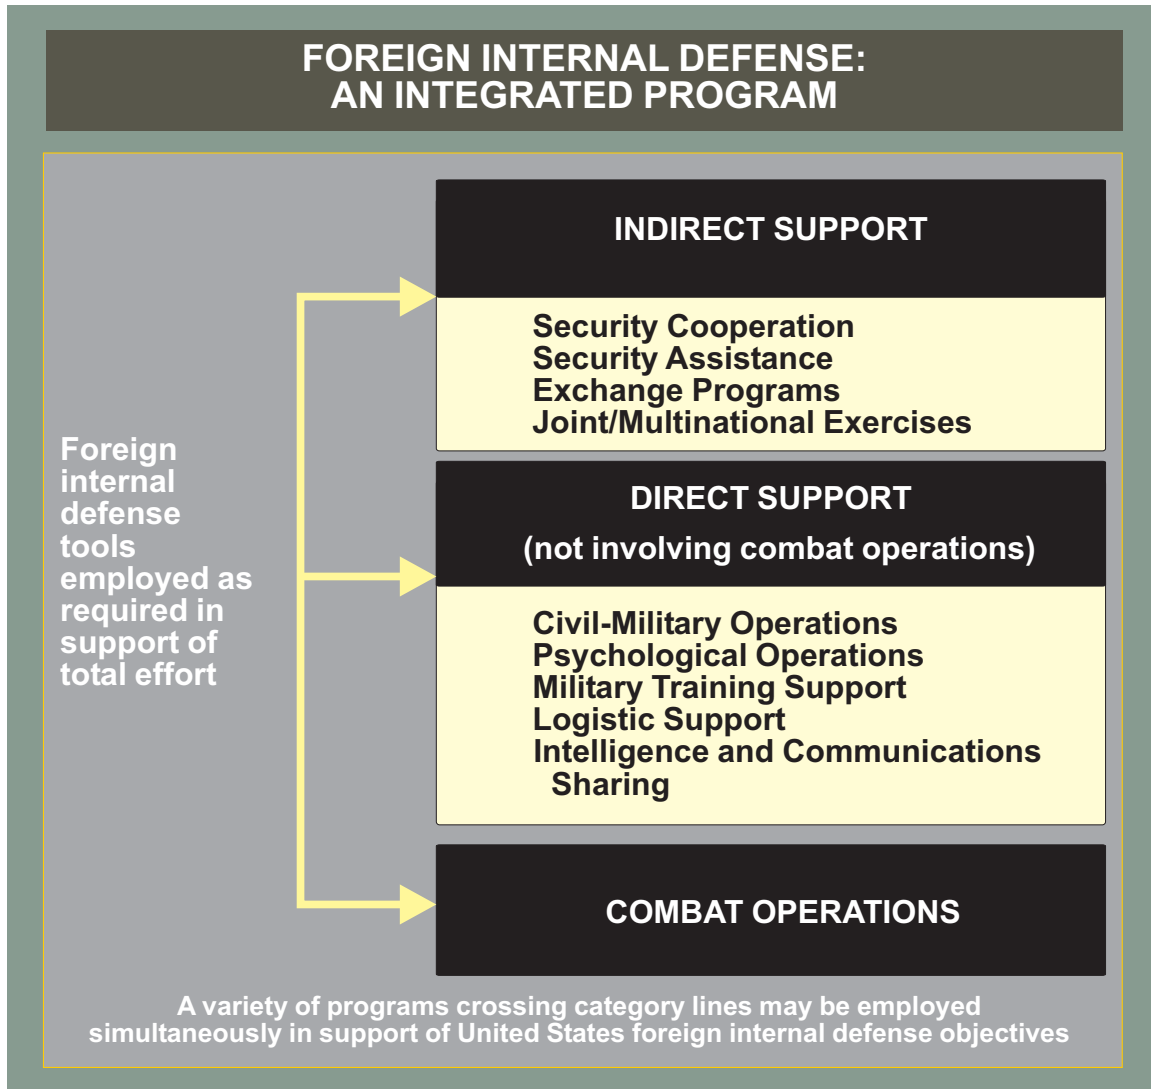 FOREIGN INTERNAL DEFENSE:
AN INTEGRATED PROGRAM
INDIRECT SUPPORT
Security Cooperation
Security Assistance
Exchange Programs
Joint/Multinational Exercises
Foreign
internal
defense
tools
employed as
required in
support of
total effort
DIRECT SUPPORT
(not involving combat operations)
Civil-Military Operations
Psychological Operations
Military Training Support
Logistic Support
Intelligence and Communications
Sharing
COMBAT OPERATIONS
A variety of programs crossing category lines may be employed
simultaneously in support of United States foreign internal defense objectives